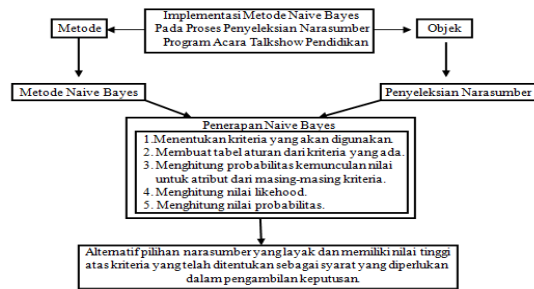 Implementasi Metode Naive Bayes
Pada Proses Penyeleksian Narasumber
Program Acara Talkshow Pendidikan
Metode
Objek
Metode Naive Bayes
Penyeleksian Narasumber
Penerapan Naive Bayes
1.Menentukan kriteria yang akan digunakan.
2. Membuat tabel aturan dari kriteria yang ada.
3. Menghitung probabilitas kemunculan nilai
untuk atribut dari masing-masing kriteria.
4. Menghitung nilai likehood.
5. Menghitung nilai probabilitas.
Alternatif pilihan narasumber yang layak dan memiliki nilai tinggi
atas kriteria yang telah ditentukan sebagai syarat yang diperlukan
dalam pengambilan keputusan.